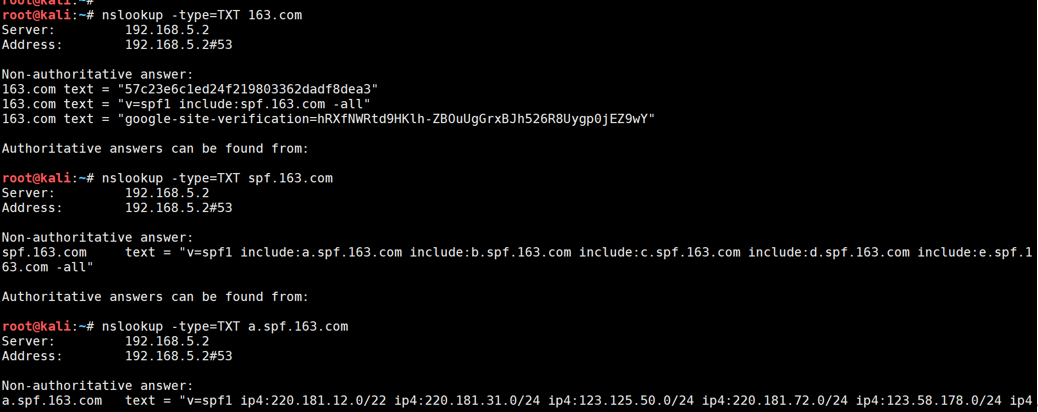 root@kali:~#
root@kali:~# nslookup -type=TXT 163.com
Server:         192.168.5.2
Address:        192.168.5.2#53
Non-authoritative answer:
163.com text = "57c23e6c1ed24f219803362dadf8dea3"
163.com text = "v=spf1 include:spf.163.com -all"
163.com text = "google-site-verification=hRXfNWRtd9HKlh-ZBOuUgGrxBJh526R8UygpOjEZ9wY"
Authoritative answers can be found from:
root@kali:~# nslookup -type=TXT spf.163.com
Server:         192.168.5.2
Address:        192.168.5.2#53
Non-authoritative answer:
spf.163.com     text = "v=spf1 include:a.spf.163.com include:b.spf.163.com include:c.spf.163.com include:d.spf.163.com include:e.spf.1
63.com -all"
Authoritative answers can be found from:
root@kali:~# nslookup -type=TXT a.spf.163.com
Server:         192.168.5.2
Address:        192.168.5.2#53
Non-authoritative answer:
a.spf.163.com   text = "v=spf1 ip4:220.181.12.0/22 ip4:220.181.31.0/24 ip4:123.125.50.0/24 ip4:220.181.72.0/24 ip4:123.58.178.0/24 ip4